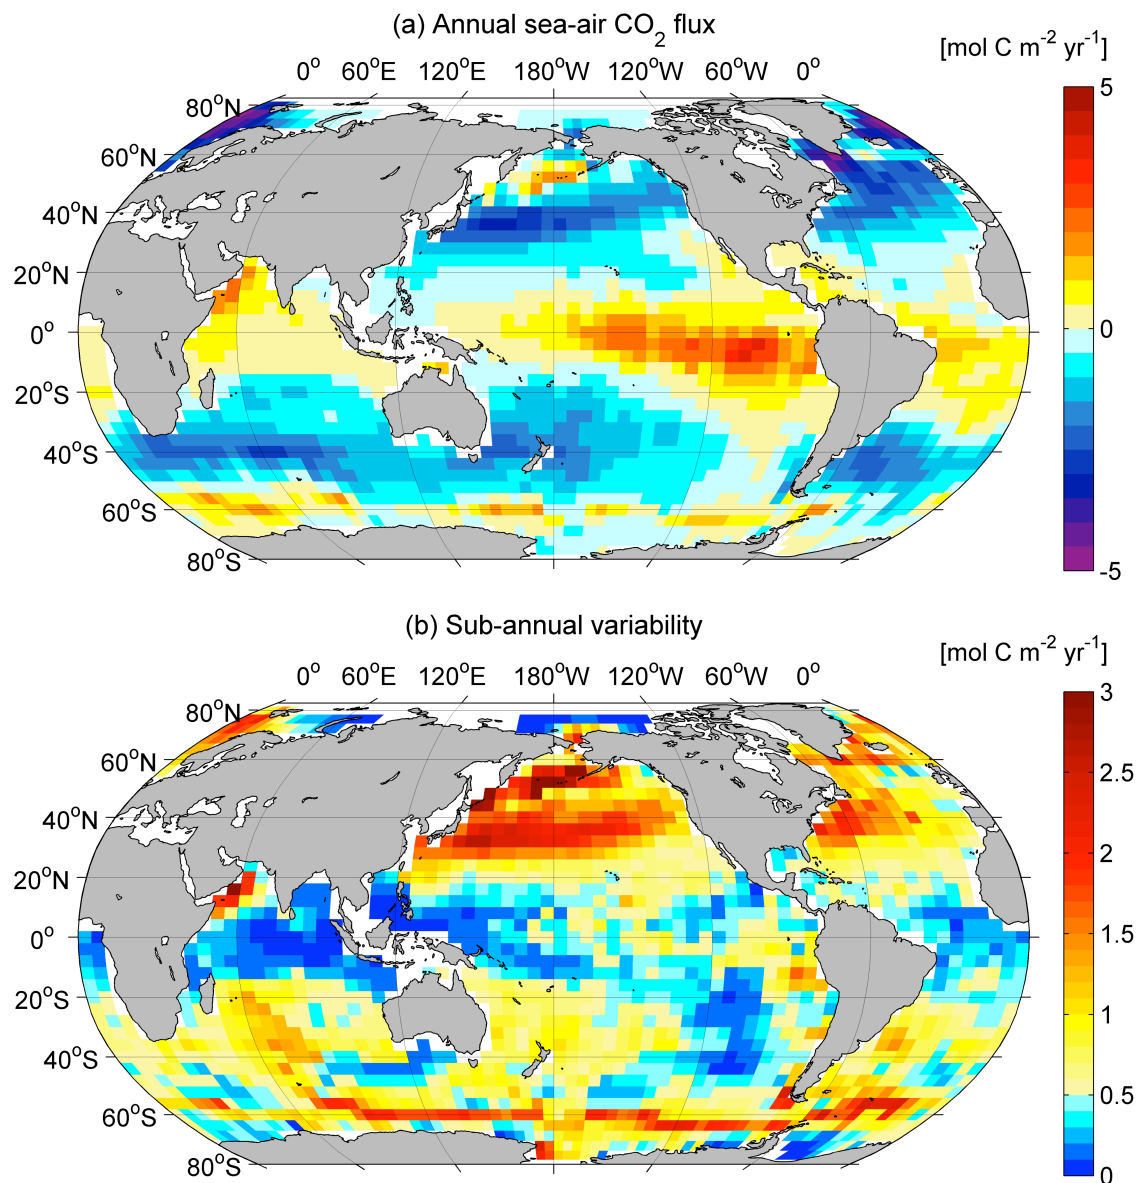 (a) Annual sea-air CO2 flux
[mol C m-2 yr-1]
0o 60oE 120oE 180oW 120oW 60oW 0o
80oN
60oN
40oN
20oN
0o
20oS
40oS
60oS
80oS
5
0
-5
(b) Sub-annual variability
[mol C m-2 yr-1]
0o 60oE 120oE 180oW 120oW 60oW 0o
80oN
60oN
40oN
20oN
0o
20oS
40oS
60oS
80oS
3
2.5
2
1.5
1
0.5
0